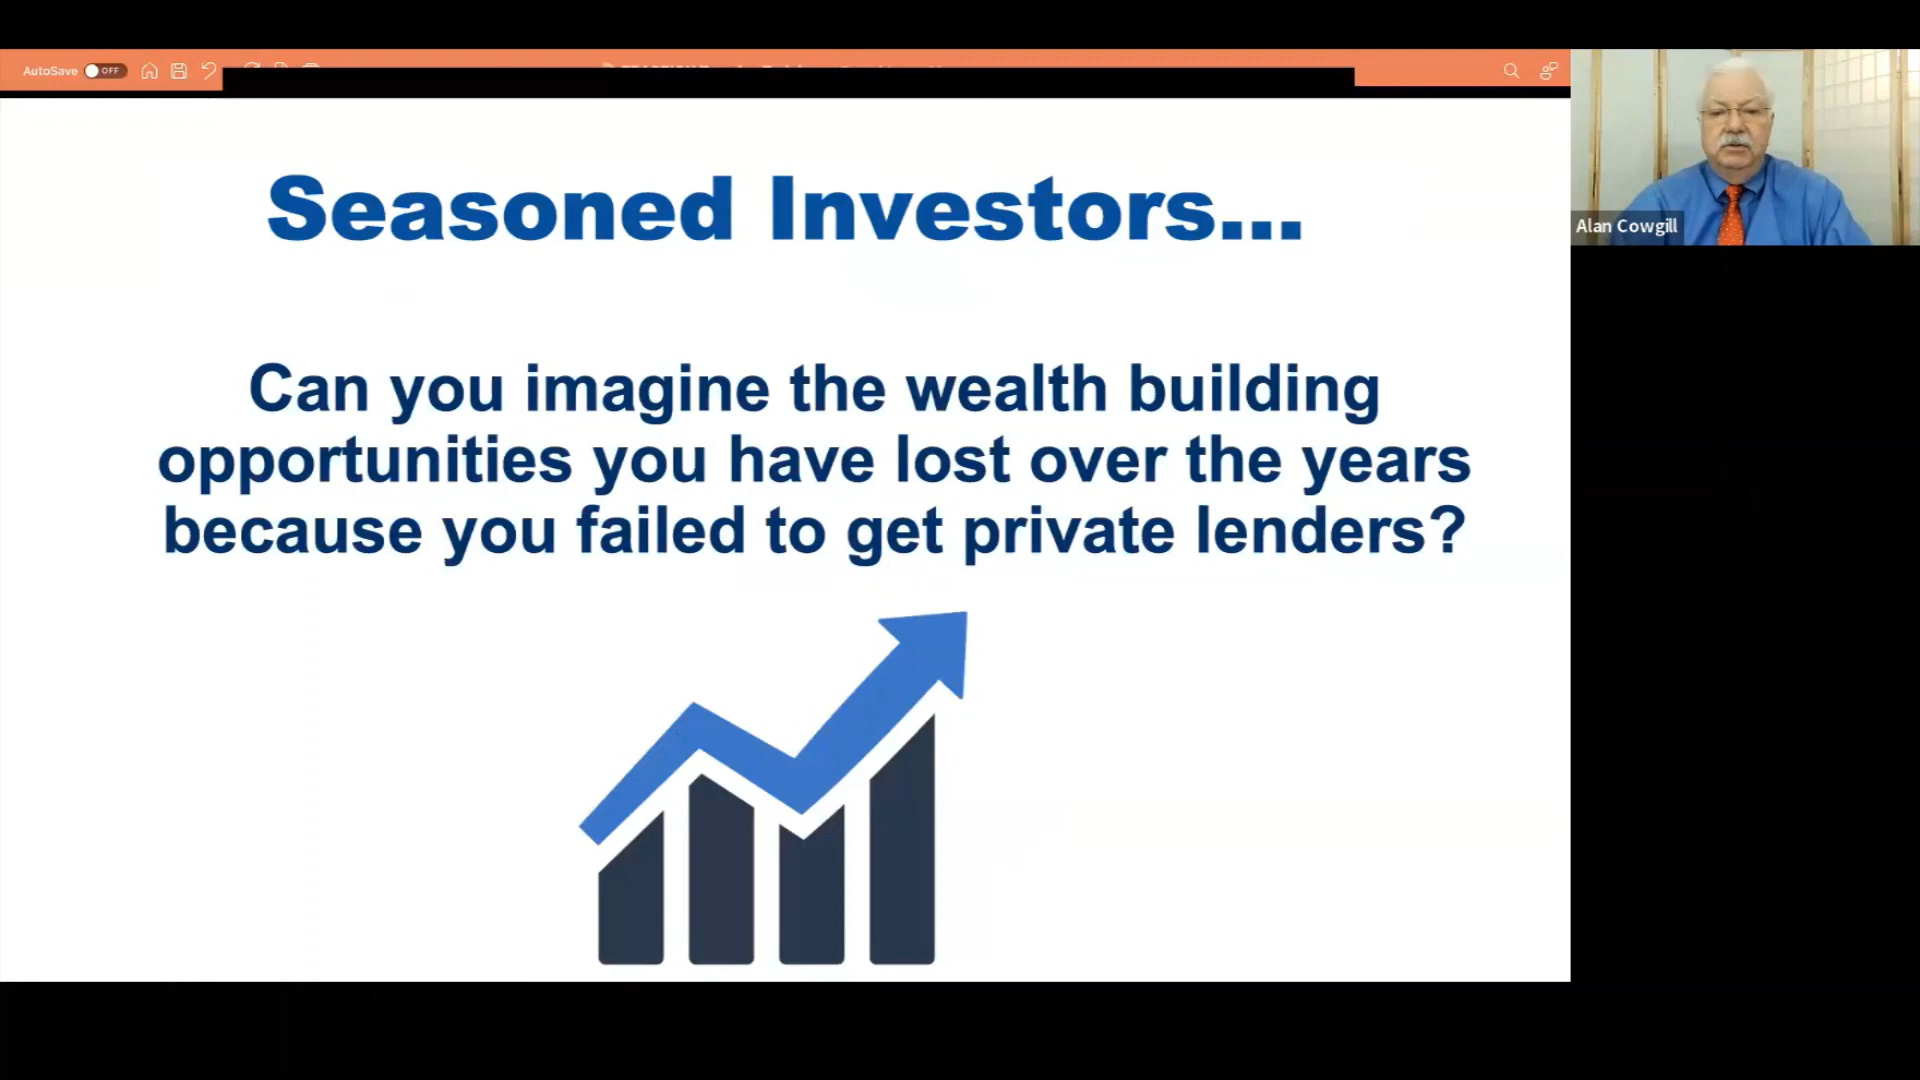 AutoSave OFF
Seasoned Investors...
Can you imagine the wealth building
opportunities you have lost over the years
because you failed to get private lenders?
Alan Cowgill